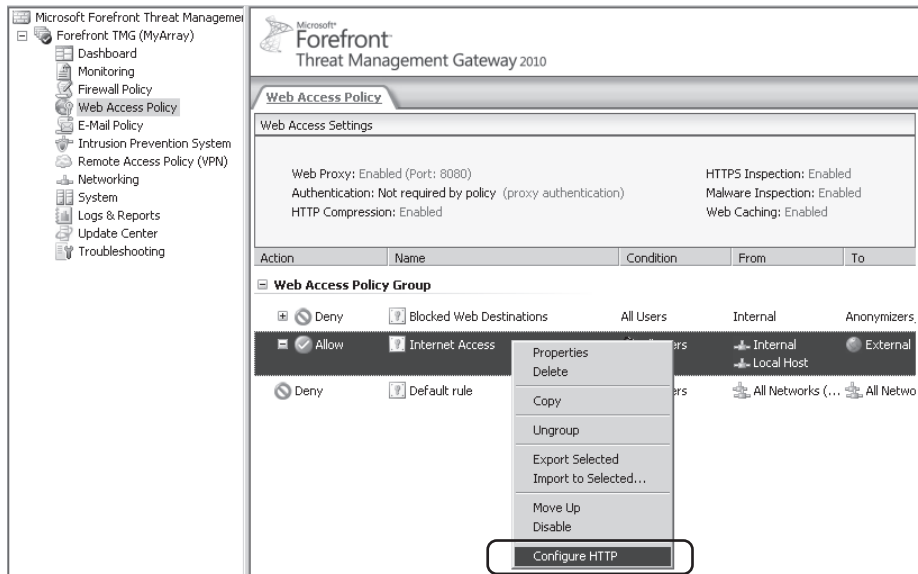 Microsoft Forefront Threat Manageme
Forefront TMG (MyArray)
Dashboard
Monitoring
Firewall Policy
Web Access Policy
E-Mail Policy
Intrusion Prevention System
Remote Access Policy (VPN)
Networking
System
Logs & Reports
Update Center
Troubleshooting
Microsoft®
Forefront™
Threat Management Gateway 2010
Web Access Policy
Web Access Settings
Web Proxy: Enabled (Port: 8080) HTTPS Inspection: Enabled
Authentication: Not required by policy (proxy authentication) Malware Inspection: Enabled
HTTP Compression: Enabled Web Caching: Enabled
Action Name Condition From To
Web Access Policy Group
Deny Blocked Web Destinations All Users Internal Anonymizers
Allow Internet Access Internal External
Local Host
Deny Default rule All Networks (... All Netwo
Properties
Delete
Copy
Ungroup
Export Selected
Import to Selected...
Move Up
Disable
Configure HTTP